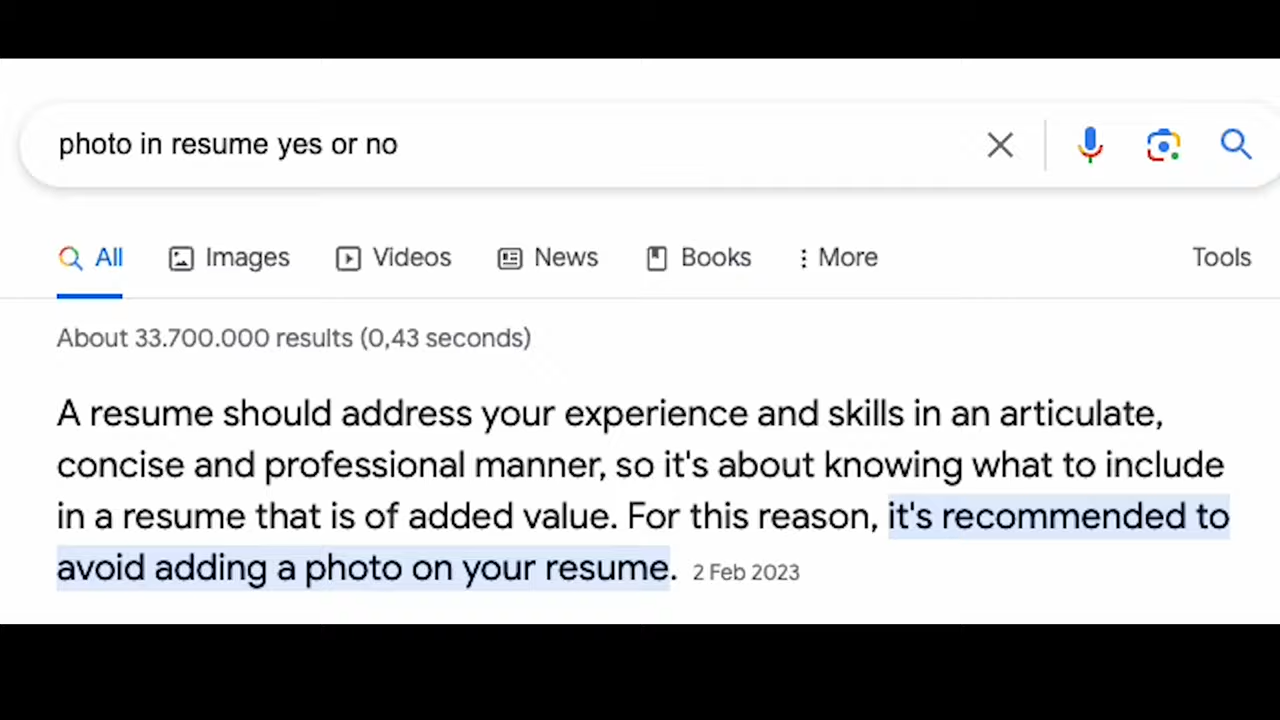 photo in resume yes or no
All Images Videos News Books More Tools
About 33.700.000 results (0,43 seconds)
A resume should address your experience and skills in an articulate,
concise and professional manner, so it's about knowing what to include
in a resume that is of added value. For this reason, it's recommended to
avoid adding a photo on your resume. 2 Feb 2023